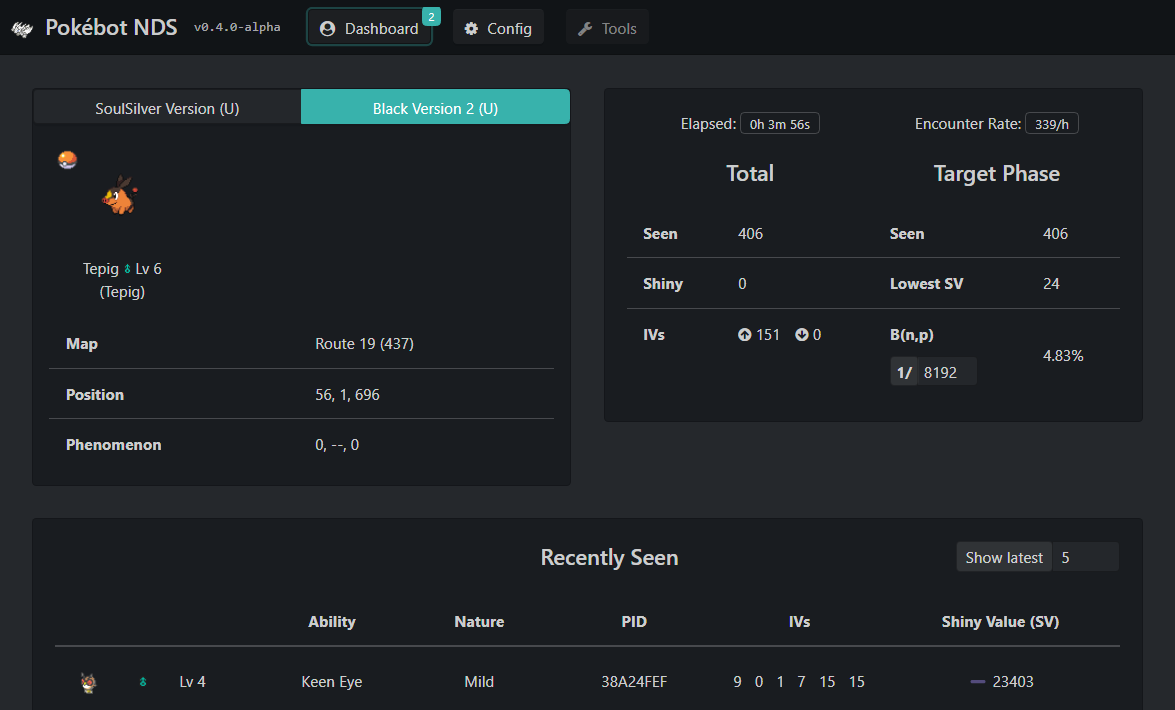 Pokébot NDS v0.4.0-alpha Dashboard 2 Config Tools
SoulSilver Version (U) Black Version 2 (U)
Tepig Lv 6
(Tepig)
Map Route 19 (437)
Position 56, 1, 696
Phenomenon 0, --, 0
Elapsed: 0h 3m 56s Encounter Rate: 339/h
Total Target Phase
Seen 406 Seen 406
Shiny 0 Lowest SV 24
IVs 151 0 B(n,p)
1/ 8192 4.83%
Recently Seen Show latest 5
Ability Nature PID IVs Shiny Value (SV)
Lv 4 Keen Eye Mild 38A24FEF 9 0 1 7 15 15 23403